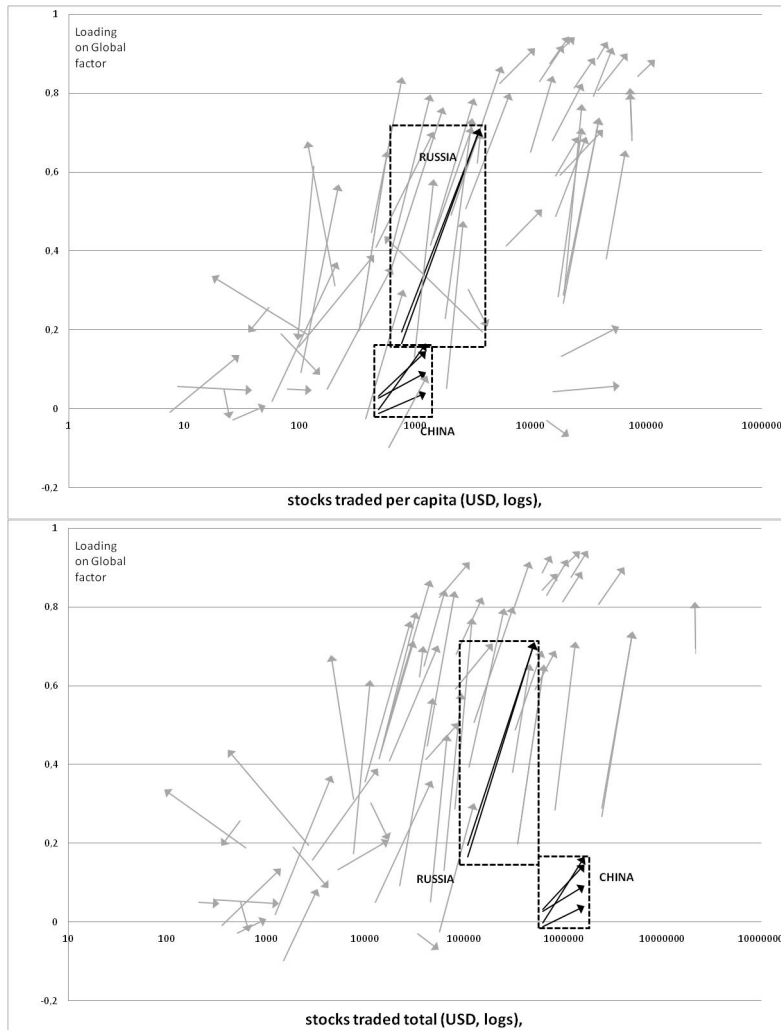 1
Loading
on Global
factor
0,8
RUSSIA
0,6
0,4
0,2
0
1
10
100
1000
10000
100000
1000000
CHINA
-0,2
stocks traded per capita (USD, logs),
1
Loading
on Global
factor
0,8
0,6
0,4
0,2
RUSSIA
CHINA
0
10
100
1000
10000
100000
1000000
10000000
-0,2
stocks traded total (USD, logs),